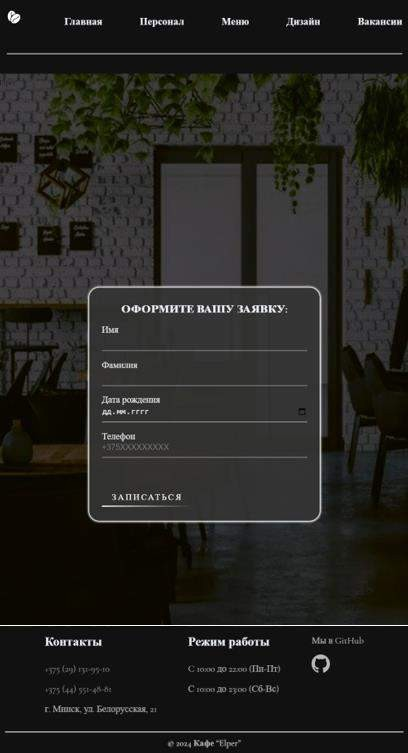 Главная Персонал Меню Дизайн Вакансии
ОФОРМИТЕ ВАШУ ЗАЯВКУ:
Имя
Фамилия
Дата рождения
дд.мм.гггг
Телефон
+375XXXXXXXXX
ЗАПИСАТЬСЯ
Контакты
+375 (29) 131-95-10
+375 (44) 551-48-81
г. Минск, ул. Белорусская, 21
Режим работы
С 10:00 до 22:00 (Пн-Пт)
С 10:00 до 23:00 (Сб-Вс)
Мы в GitHub
© 2024 Кафе "Elper"